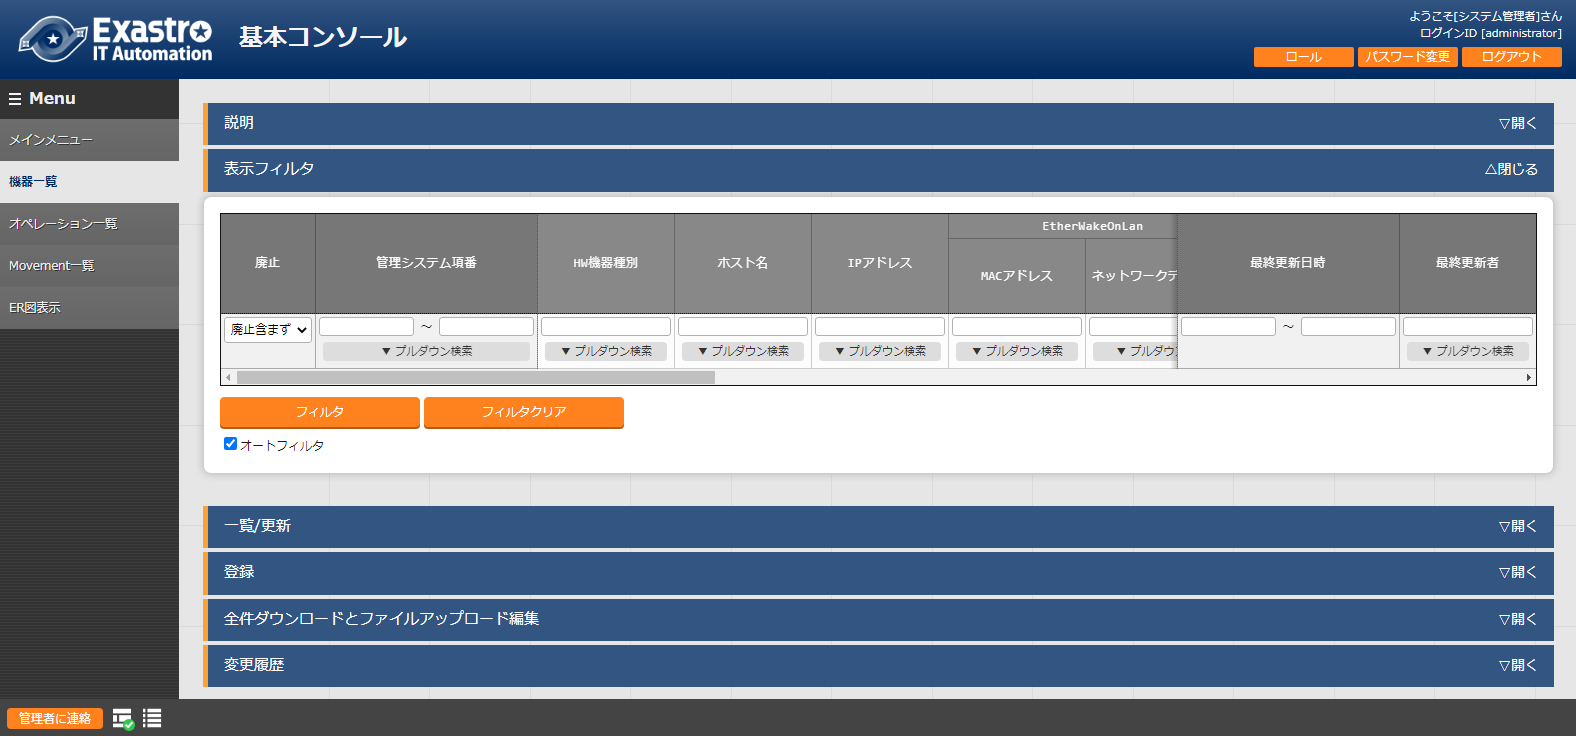 Exastro
IT Automation
基本コンソール
ようこそ[システム管理者]さん
ログインID [administrator]
ロール
パスワード変更
ログアウト
Menu
メインメニュー
機器一覧
オペレーション一覧
Movement一覧
ER図表示
説明
▽開く
表示フィルタ
△閉じる
EtherWakeOnLan
廃止
管理システム項番
HW機器種別
ホスト名
IPアドレス
MACアドレス
ネットワークデ
最終更新日時
最終更新者
廃止含まず
～
～
▼ プルダウン検索
▼ プルダウン検索
▼ プルダウン検索
▼ プルダウン検索
▼ プルダウン検索
▼ プルダウ
▼ プルダウン検索
フィルタ
フィルタクリア
オートフィルタ
一覧/更新
▽開く
登録
▽開く
全件ダウンロードとファイルアップロード編集
▽開く
変更履歴
▽開く
管理者に連絡